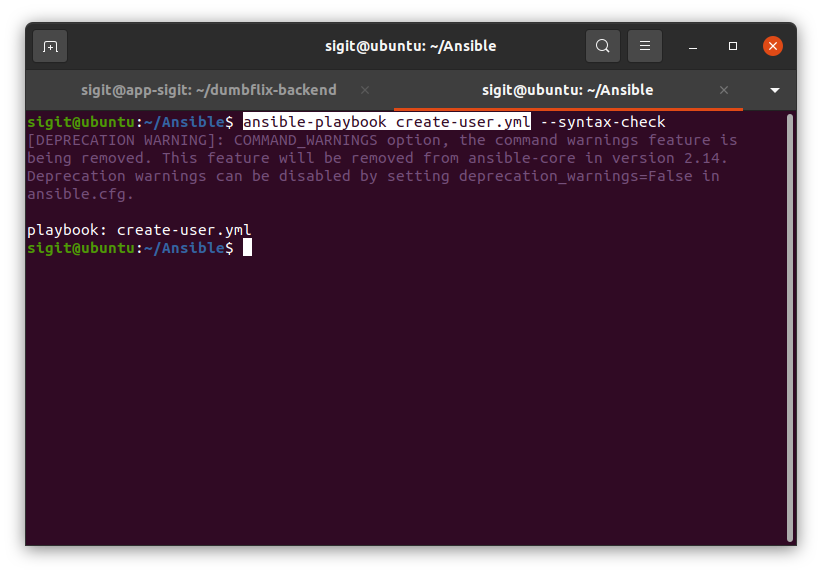 sigit@ubuntu: ~/Ansible
sigit@app-sigit: ~/dumbflix-backend
sigit@ubuntu: ~/Ansible
sigit@ubuntu:~/Ansible$ ansible-playbook create-user.yml --syntax-check
[DEPRECATION WARNING]: COMMAND_WARNINGS option, the command warnings feature is
being removed. This feature will be removed from ansible-core in version 2.14.
Deprecation warnings can be disabled by setting deprecation_warnings=False in
ansible.cfg.
playbook: create-user.yml
sigit@ubuntu:~/Ansible$